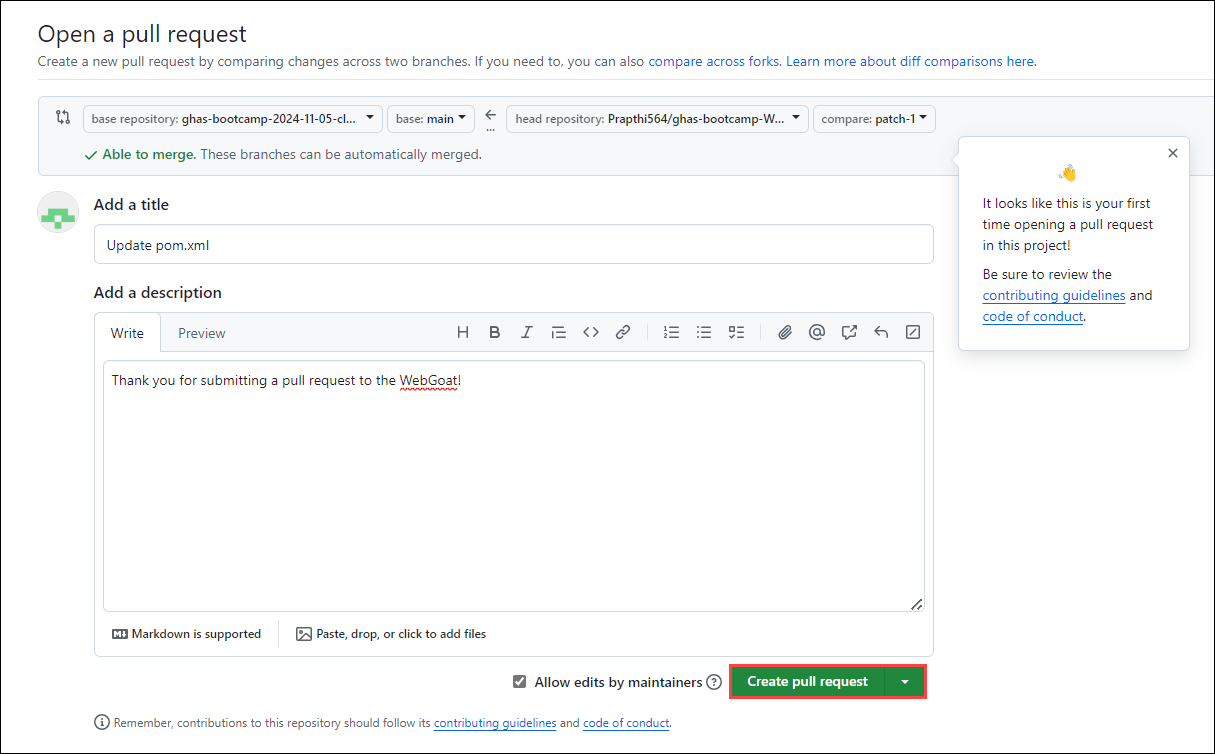 Open a pull request
Create a new pull request by comparing changes across two branches. If you need to, you can also compare across forks. Learn more about diff comparisons here.
base repository: ghas-bootcamp-2024-11-05-cl... base: main ... head repository: Prapthi564/ghas-bootcamp-W... compare: patch-1
Able to merge. These branches can be automatically merged.
It looks like this is your first
time opening a pull request
in this project!
Be sure to review the
contributing guidelines and
code of conduct.
Add a title
Update pom.xml
Add a description
Write Preview
Thank you for submitting a pull request to the WebGoat!
Markdown is supported Paste, drop, or click to add files
Allow edits by maintainers Create pull request
Remember, contributions to this repository should follow its contributing guidelines and code of conduct.